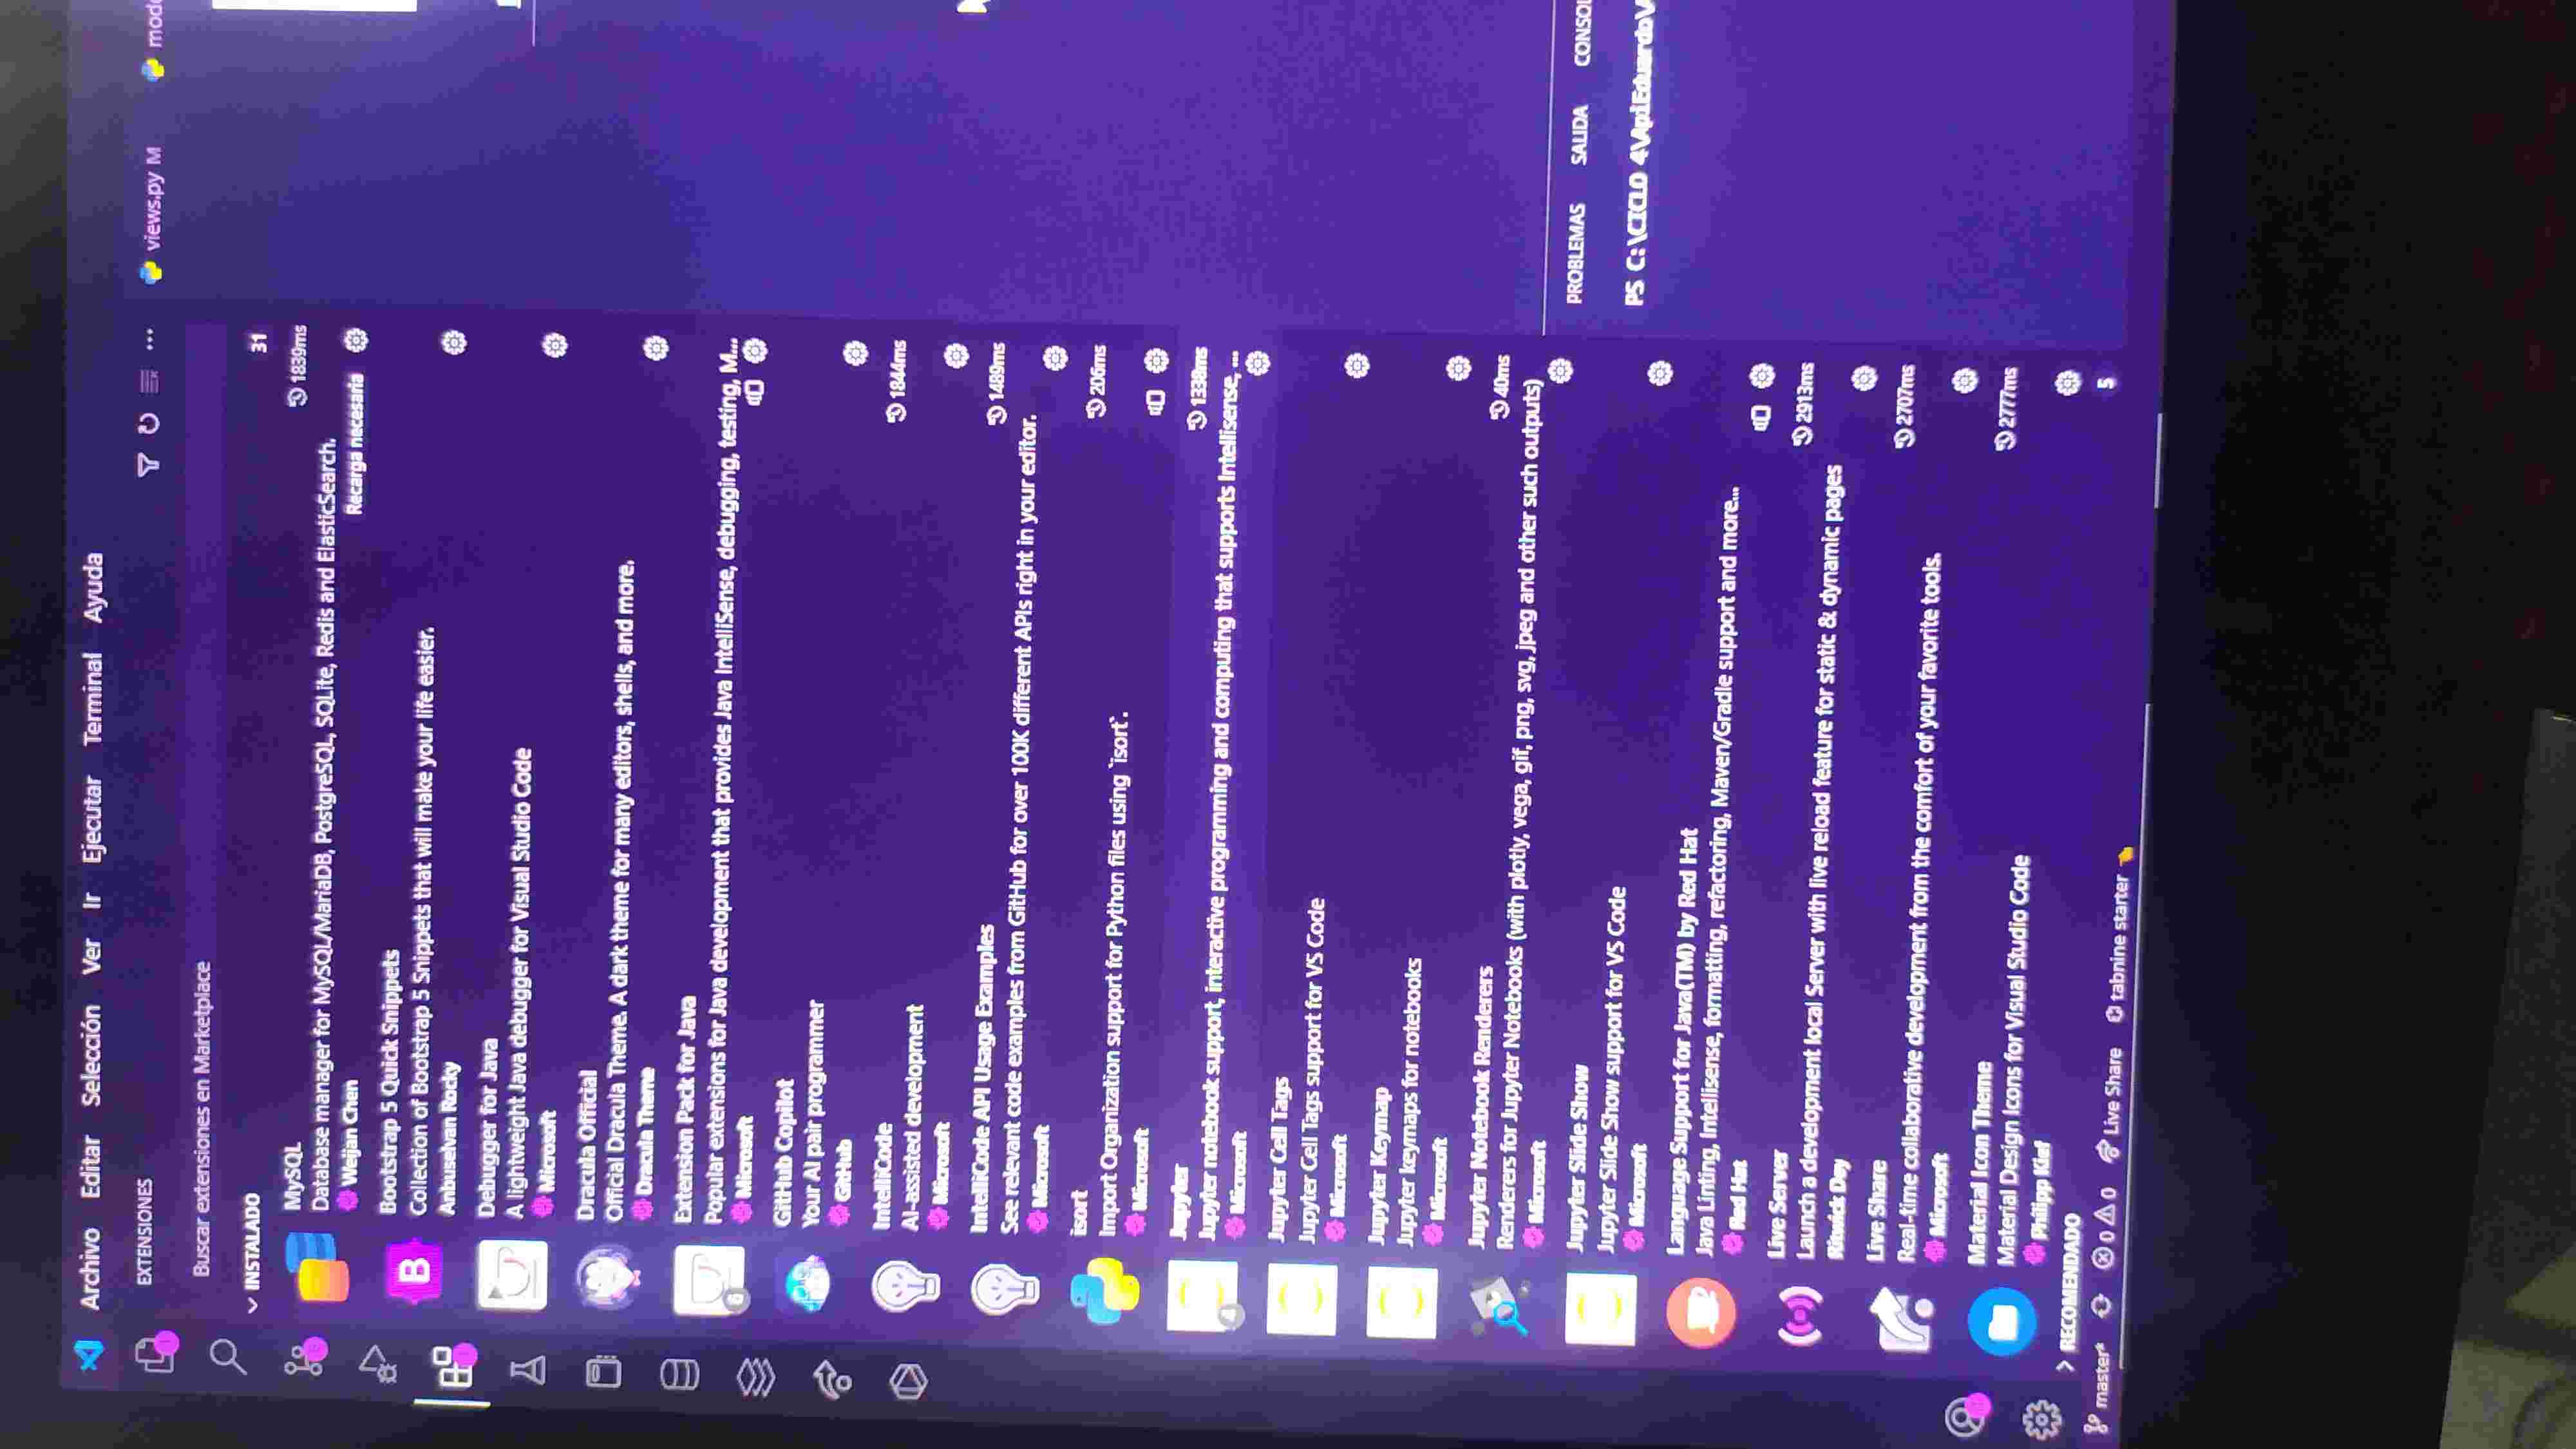 Archivo Editar Selección Ver Ir Ejecutar Terminal Ayuda
EXTENSIONES
views.py M
Buscar extensiones en Marketplace
INSTALADO 31
MySQL 1839ms
Database manager for MySQL/MariaDB, PostgreSQL, SQLite, Redis and ElasticSearch.
Weijan Chen Recarga necesaria
Bootstrap 5 Quick Snippets
Collection of Bootstrap 5 Snippets that will make your life easier.
Anbuselvan Rocky
Debugger for Java
A lightweight Java debugger for Visual Studio Code
Microsoft
Dracula Official
Official Dracula Theme. A dark theme for many editors, shells, and more.
Dracula Theme
Extension Pack for Java
Popular extensions for Java development that provides Java IntelliSense, debugging, testing, M...
Microsoft
GitHub Copilot
Your AI pair programmer
GitHub
IntelliCode 1844ms
AI-assisted development
Microsoft
IntelliCode API Usage Examples 1489ms
See relevant code examples from GitHub for over 100K different APIs right in your editor.
Microsoft
isort 206ms
Import Organization support for Python files using `isort`.
Microsoft
Jupyter 1338ms
Jupyter notebook support, interactive programming and computing that supports Intellisense, ...
Microsoft
Jupyter Cell Tags
Jupyter Cell Tags support for VS Code
Microsoft
Jupyter Keymap
Jupyter keymaps for notebooks
Microsoft
Jupyter Notebook Renderers 40ms
Renderers for Jupyter Notebooks (with plotly, vega, gif, png, svg, jpeg and other such outputs)
Microsoft
Jupyter Slide Show
Jupyter Slide Show support for VS Code
Microsoft
Language Support for Java(TM) by Red Hat
Java Linting, Intellisense, formatting, refactoring, Maven/Gradle support and more...
Red Hat
Live Server 2913ms
Launch a development local Server with live reload feature for static & dynamic pages
Ritwick Dey
Live Share 2707ms
Real-time collaborative development from the comfort of your favorite tools.
Microsoft
Material Icon Theme 2777ms
Material Design Icons for Visual Studio Code
Philipp Kief
RECOMENDADO 5
PROBLEMAS SALIDA
PS C:\CICLO
master* 0 0 Live Share tabnine starter